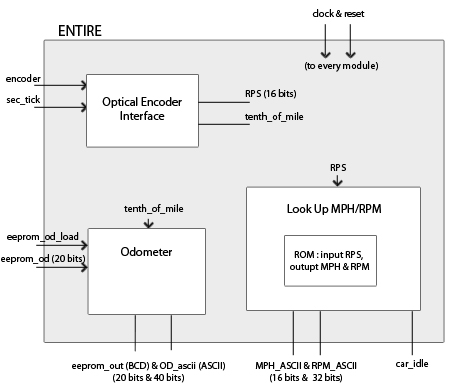 clock & reset
ENTIRE
(to every module)
encoder
sec_tick
Optical Encoder
Interface
RPS (16 bits)
tenth_of_mile
RPS
tenth_of_mile
Look Up MPH/RPM
eeprom_od_load
eeprom_od (20 bits)
Odometer
ROM : input RPS,
outupt MPH & RPM
eeprom_out (BCD) & OD_ascii (ASCII)
(20 bits & 40 bits)
MPH_ASCII & RPM_ASCII
(16 bits & 32 bits)
car_idle